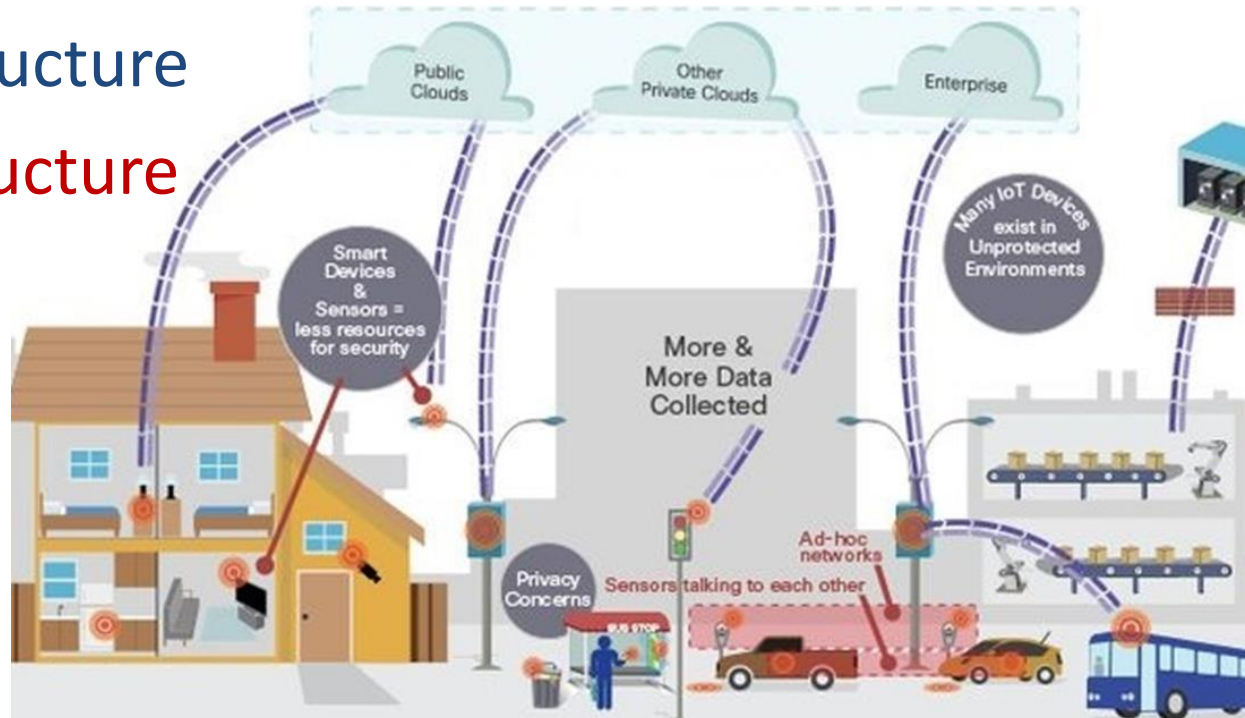 ucture
ucture
Public
Clouds
Other
Private Clouds
Enterprise
Many IoT Devices
exist in
Unprotected
Environments
Smart
Devices
&
Sensors =
less resources
for security
More &
More Data
Collected
Ad-hoc
networks
Privacy
Concerns
Sensors talking to each other
BUS STOP